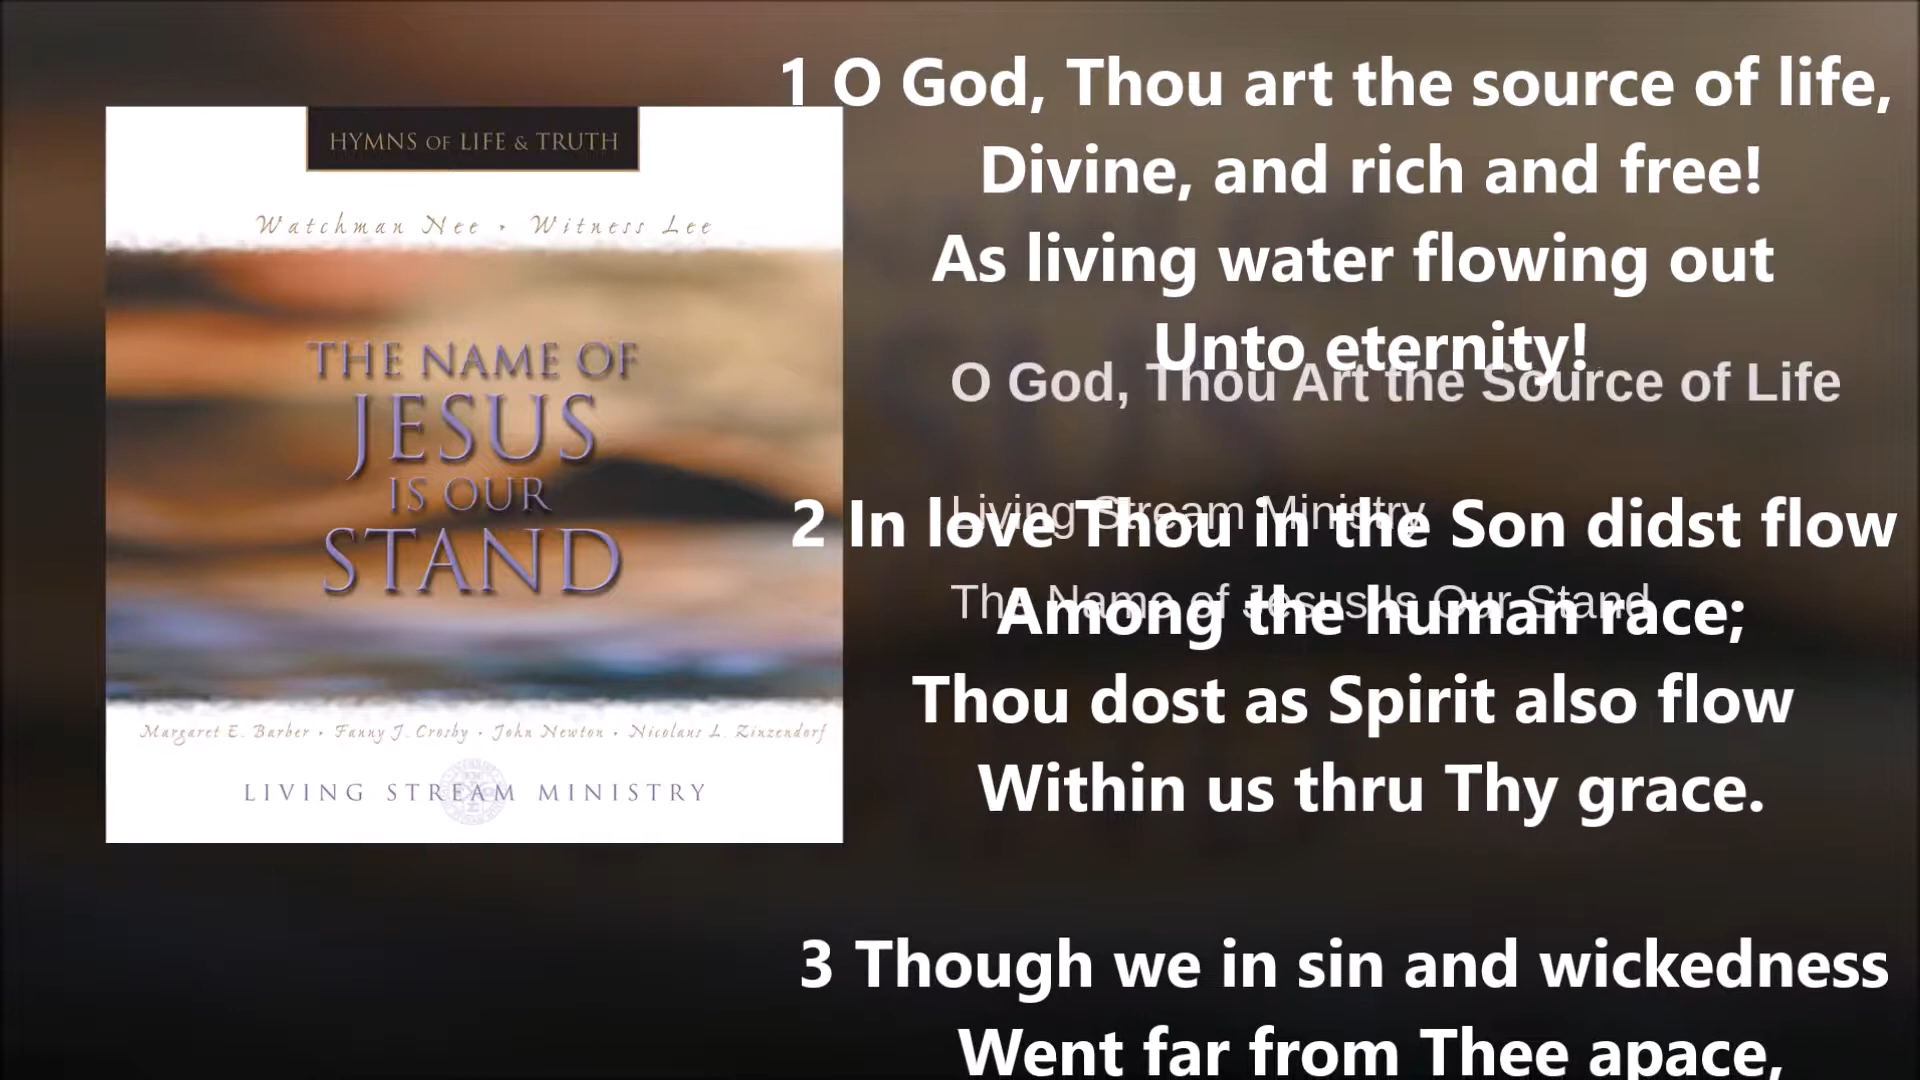 HYMNS OF LIFE & TRUTH
Watchman Nee • Witness Lee
THE NAME OF
JESUS
IS OUR
STAND
Margaret E. Barber • Fanny J. Crosby • John Newton • Nicolaus L. Zinzendorf
LIVING STREAM MINISTRY
1 O God, Thou art the source of life,
Divine, and rich and free!
As living water flowing out
Unto eternity!
O God, Thou Art the Source of Life
Living Stream Ministry
2 In love Thou in the Son didst flow
The Name of Jesus Is Our Stand
Among the human race;
Thou dost as Spirit also flow
Within us thru Thy grace.
3 Though we in sin and wickedness
Went far from Thee apace,